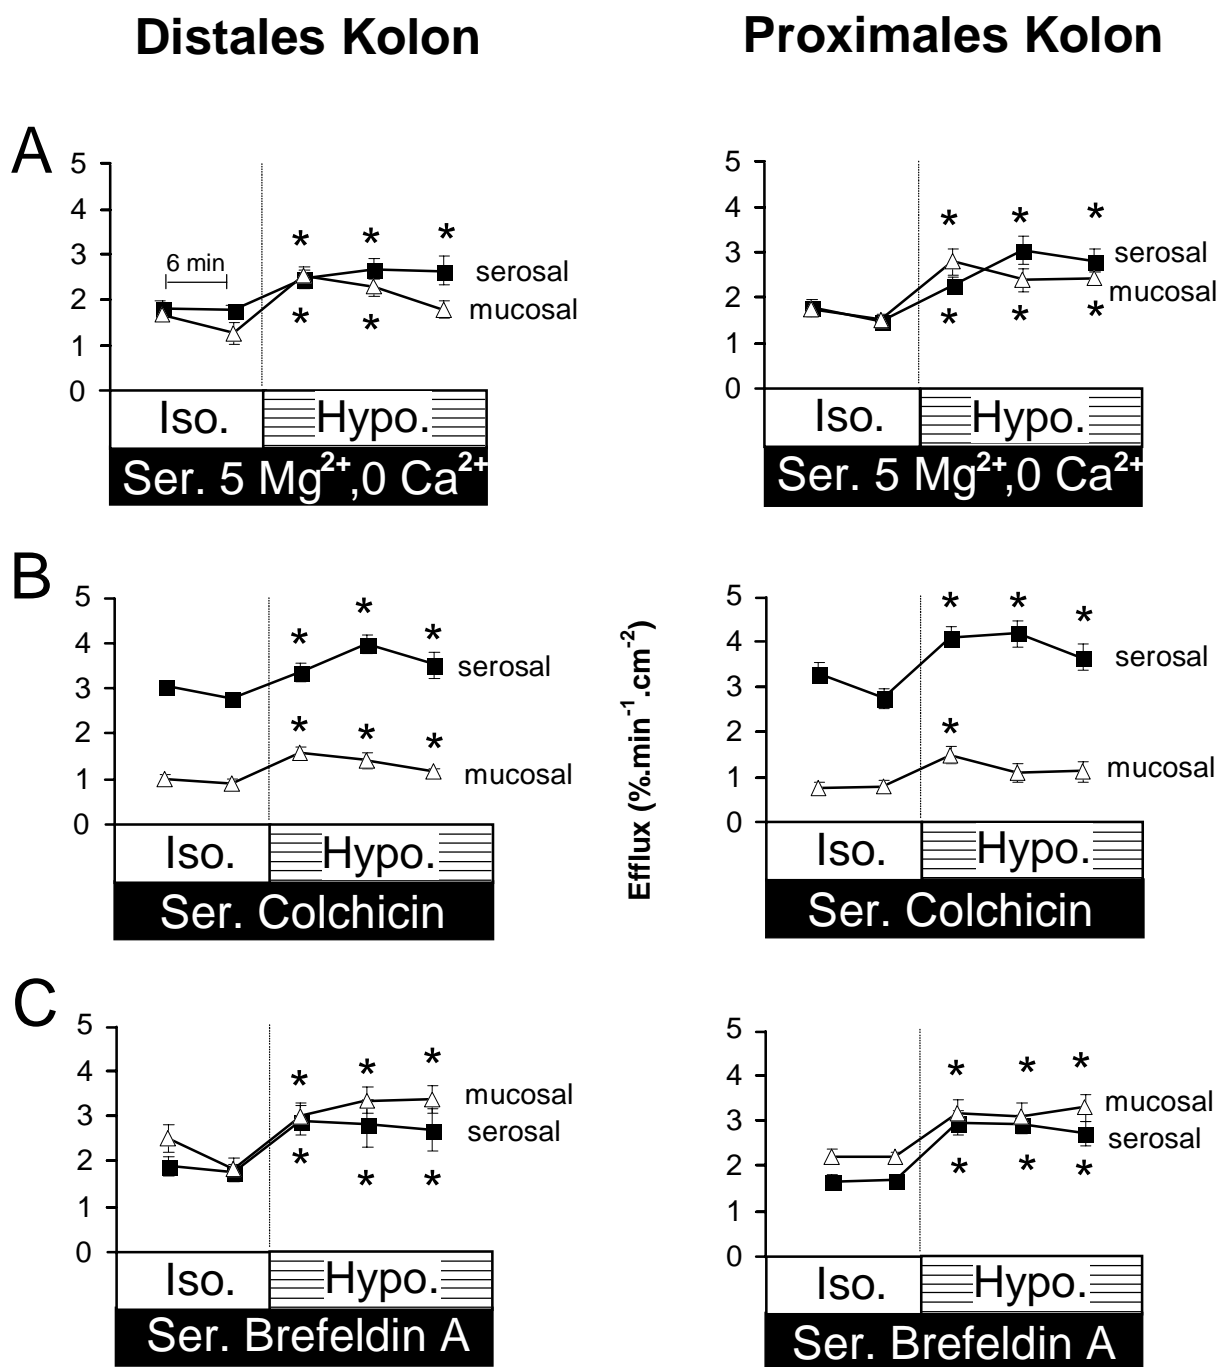 Distales Kolon
Proximales Kolon
A
5
4
3
2
1
0
6 min
* * *
* *
serosal
mucosal
Iso.
Hypo.
Ser. 5 Mg²⁺,0 Ca²⁺
5
4
3
2
1
0
* * *
* * *
serosal
mucosal
Iso.
Hypo.
Ser. 5 Mg²⁺,0 Ca²⁺
B
5
4
3
2
1
0
* * *
* * *
serosal
mucosal
Iso.
Hypo.
Ser. Colchicin
Efflux (%.min⁻¹.cm⁻²)
5
4
3
2
1
0
* * *
*
serosal
mucosal
Iso.
Hypo.
Ser. Colchicin
C
5
4
3
2
1
0
* * *
* * *
mucosal
serosal
Iso.
Hypo.
Ser. Brefeldin A
5
4
3
2
1
0
* * *
* * *
mucosal
serosal
Iso.
Hypo.
Ser. Brefeldin A